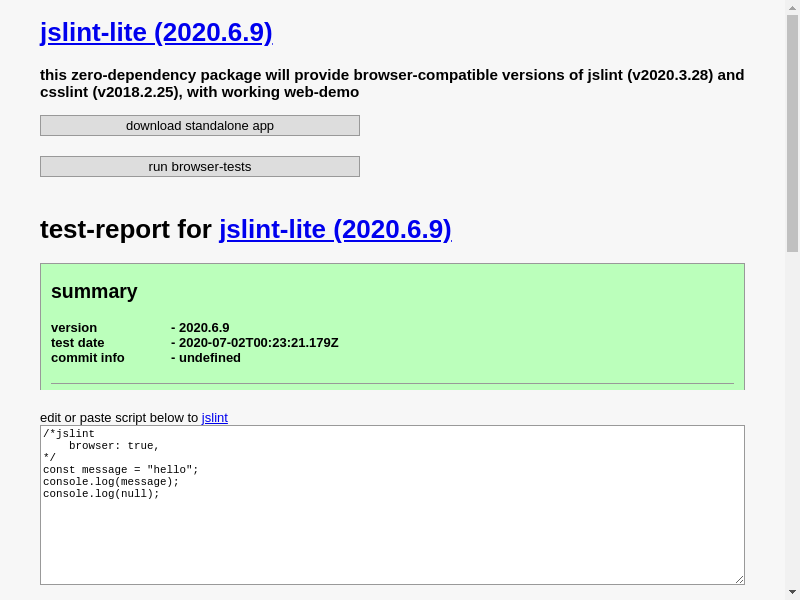 jslint-lite (2020.6.9)
this zero-dependency package will provide browser-compatible versions of jslint (v2020.3.28) and
csslint (v2018.2.25), with working web-demo
download standalone app
run browser-tests
test-report for jslint-lite (2020.6.9)
summary
version - 2020.6.9
test date - 2020-07-02T00:23:21.179Z
commit info - undefined
edit or paste script below to jslint
/*jslint
    browser: true,
*/
const message = "hello";
console.log(message);
console.log(null);